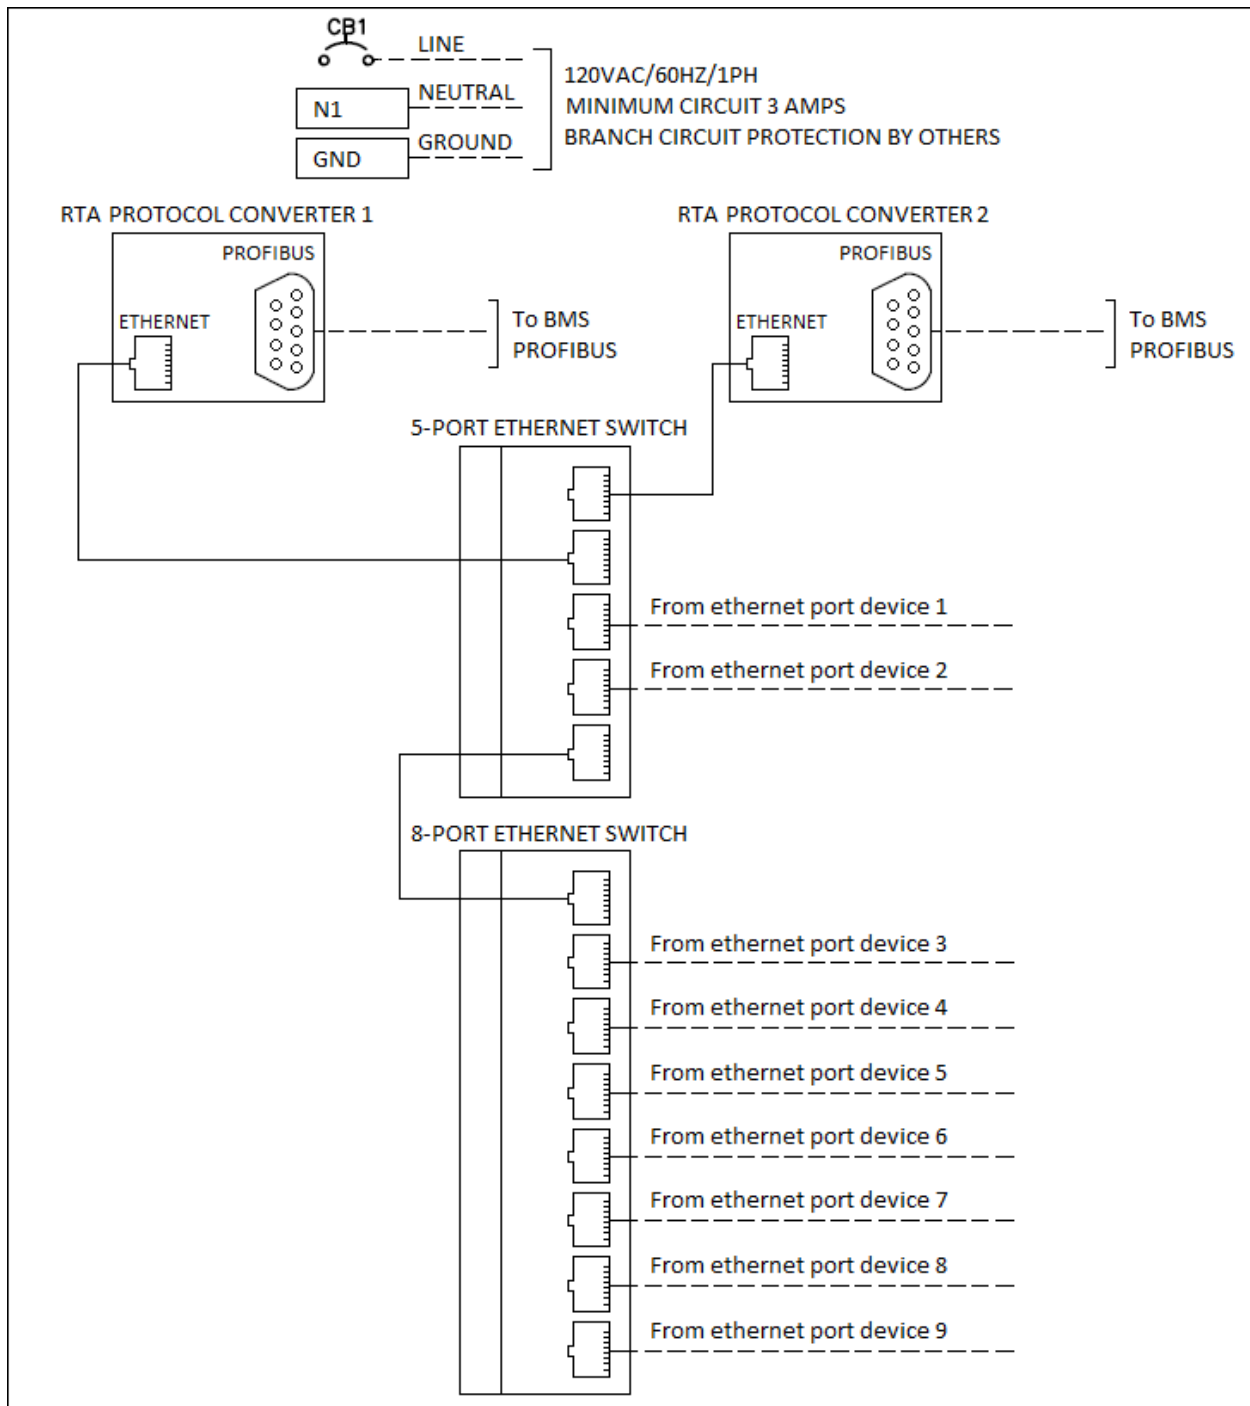 CB1
LINE
120VAC/60HZ/1PH
NEUTRAL
N1
MINIMUM CIRCUIT 3 AMPS
GROUND
BRANCH CIRCUIT PROTECTION BY OTHERS
GND
RTA PROTOCOL CONVERTER 1
RTA PROTOCOL CONVERTER 2
PROFIBUS
PROFIBUS
ETHERNET
To BMS
PROFIBUS
ETHERNET
To BMS
PROFIBUS
5-PORT ETHERNET SWITCH
From ethernet port device 1
From ethernet port device 2
8-PORT ETHERNET SWITCH
From ethernet port device 3
From ethernet port device 4
From ethernet port device 5
From ethernet port device 6
From ethernet port device 7
From ethernet port device 8
From ethernet port device 9